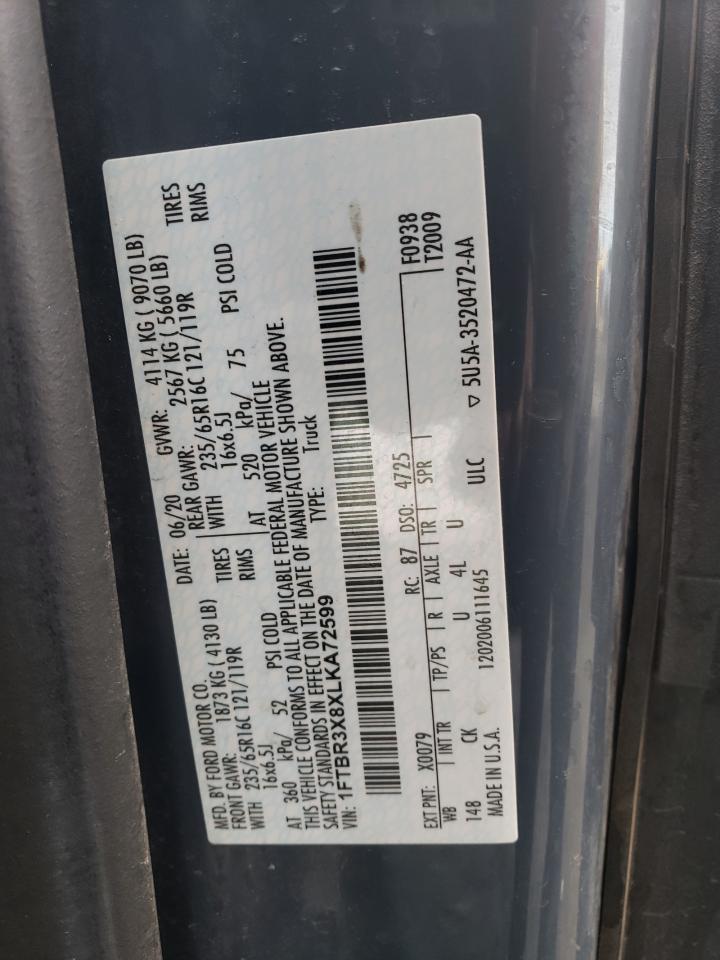 MFD. BY FORD MOTOR CO.
DATE: 06/20 GVWR: 4114 KG ( 9070 LB)
FRONT GAWR: 1873 KG ( 4130 LB) REAR GAWR: 2567 KG ( 5660 LB)
WITH 235/65R16C 121/119R TIRES WITH 235/65R16C 121/119R TIRES
16x6.5J RIMS 16x6.5J RIMS
AT 360 kPa/ 52 PSI COLD AT 520 kPa/ 75 PSI COLD
THIS VEHICLE CONFORMS TO ALL APPLICABLE FEDERAL MOTOR VEHICLE
SAFETY STANDARDS IN EFFECT ON THE DATE OF MANUFACTURE SHOWN ABOVE.
VIN: 1FTBR3X8XLKA72599 TYPE: Truck
EXT PNT: X0079 RC: 87 DSO: 4725 F0938
WB INT TR TP/PS R AXLE TR SPR T2009
148 CK U 4L U
ULC ▽ 5U5A-3520472-AA
MADE IN U.S.A. 1202006111645